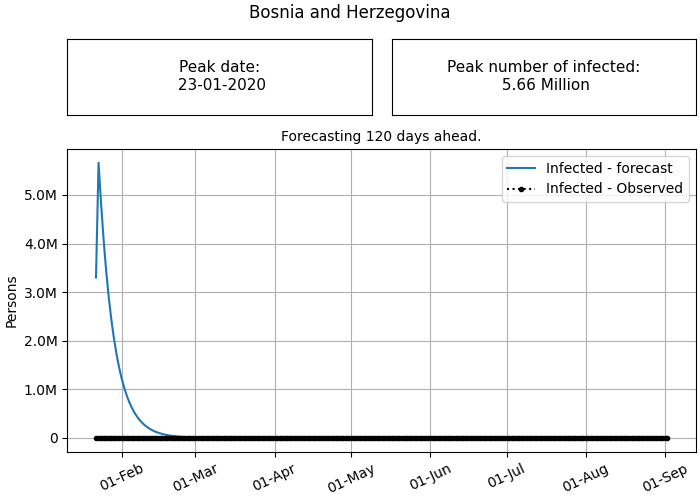 Bosnia and Herzegovina
Peak date:
23-01-2020
Peak number of infected:
5.66 Million
Forecasting 120 days ahead.
Infected - forecast
Infected - Observed
Persons
5.0M
4.0M
3.0M
2.0M
1.0M
0
01-Feb
01-Mar
01-Apr
01-May
01-Jun
01-Jul
01-Aug
01-Sep